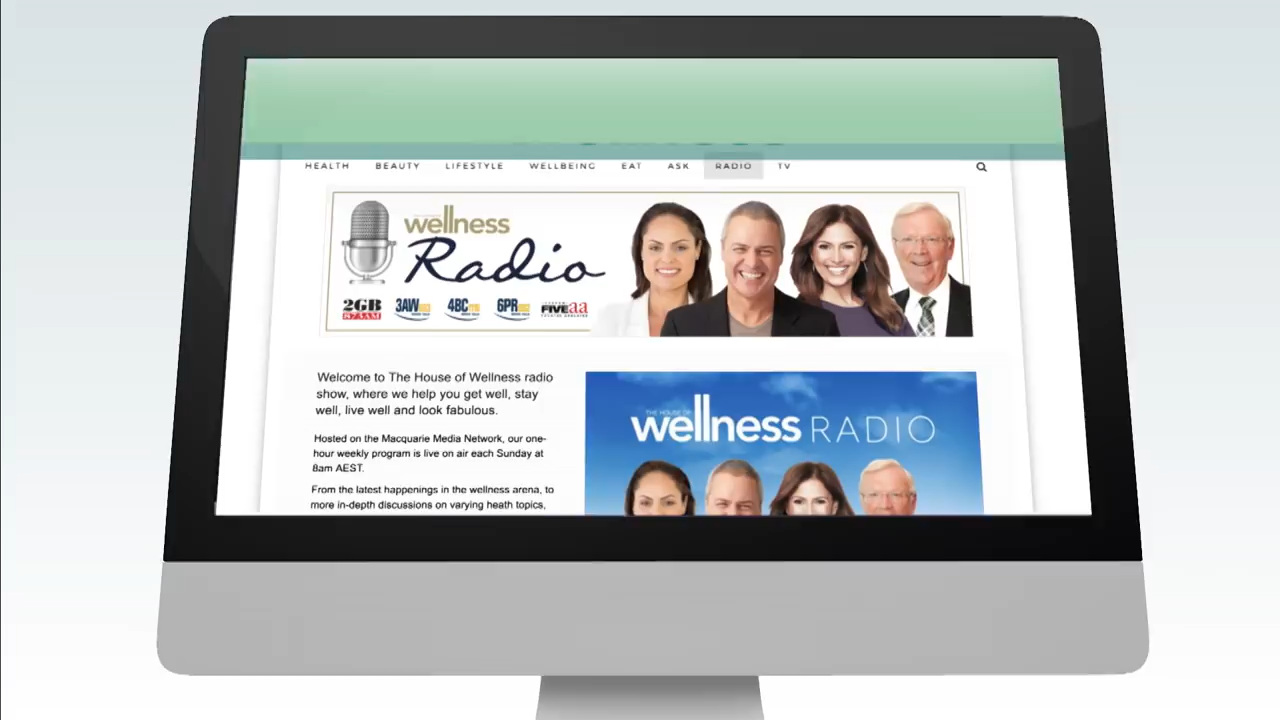 HEALTH BEAUTY LIFESTYLE WELLBEING EAT ASK RADIO TV
wellness
Radio
2GB 3AW 4BC 6PR FIVEaa
873AM
Welcome to The House of Wellness radio
show, where we help you get well, stay
well, live well and look fabulous.
Hosted on the Macquarie Media Network, our one-
hour weekly program is live on air each Sunday at
8am AEST.
From the latest happenings in the wellness arena, to
more in-depth discussions on varying heath topics,
THE HOUSE OF
wellness RADIO